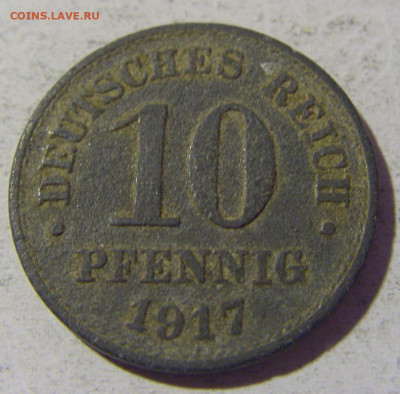 COINS.LAVE.RU
• DEUTSCHES REICH •
10
PFENNIG
1917